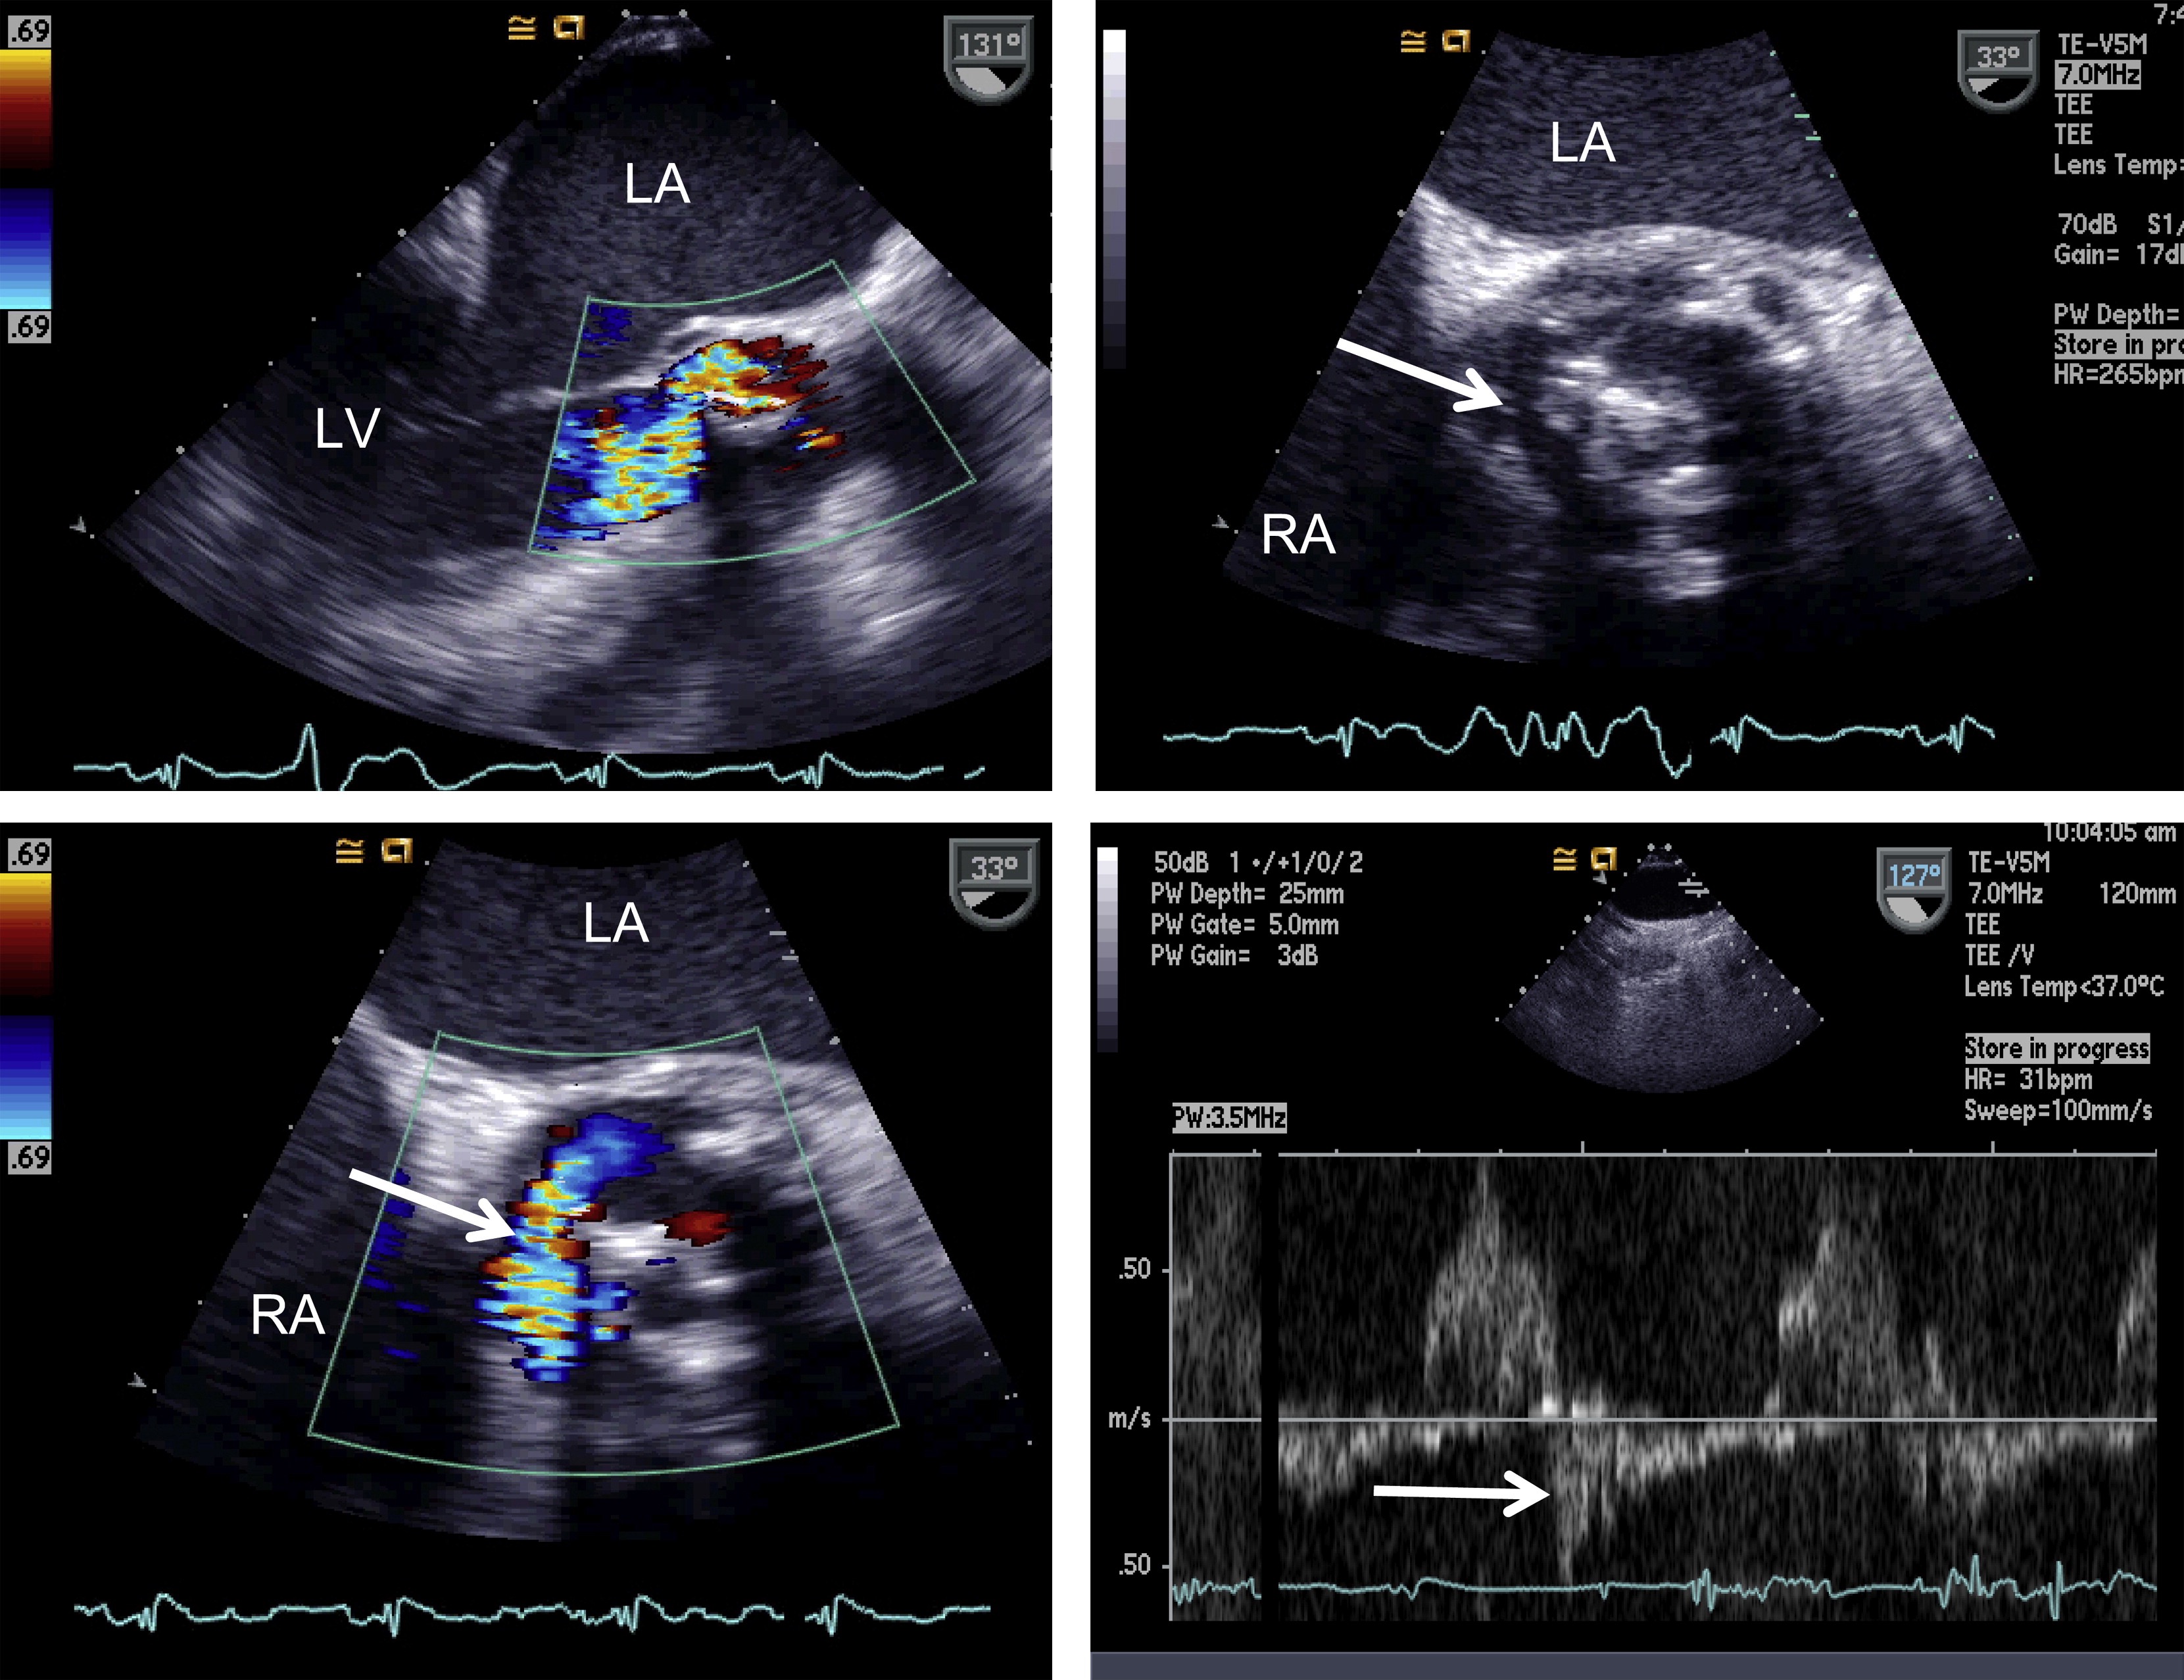 .69
131°
LA
LV
.69
7:4
33°
TE-V5M
7.0MHz
TEE
TEE
Lens Temp=
70dB S1/
Gain= 17d
PW Depth=
Store in pro
HR=265bpm
LA
RA
.69
33°
LA
RA
.69
10:04:05 am
50dB 1 •/+1/0/ 2
PW Depth= 25mm
PW Gate= 5.0mm
PW Gain= 3dB
127°
TE-V5M
7.0MHz 120mm
TEE
TEE /V
Lens Temp<37.0°C
Store in progress
HR= 31bpm
Sweep=100mm/s
PW:3.5MHz
.50
m/s
.50